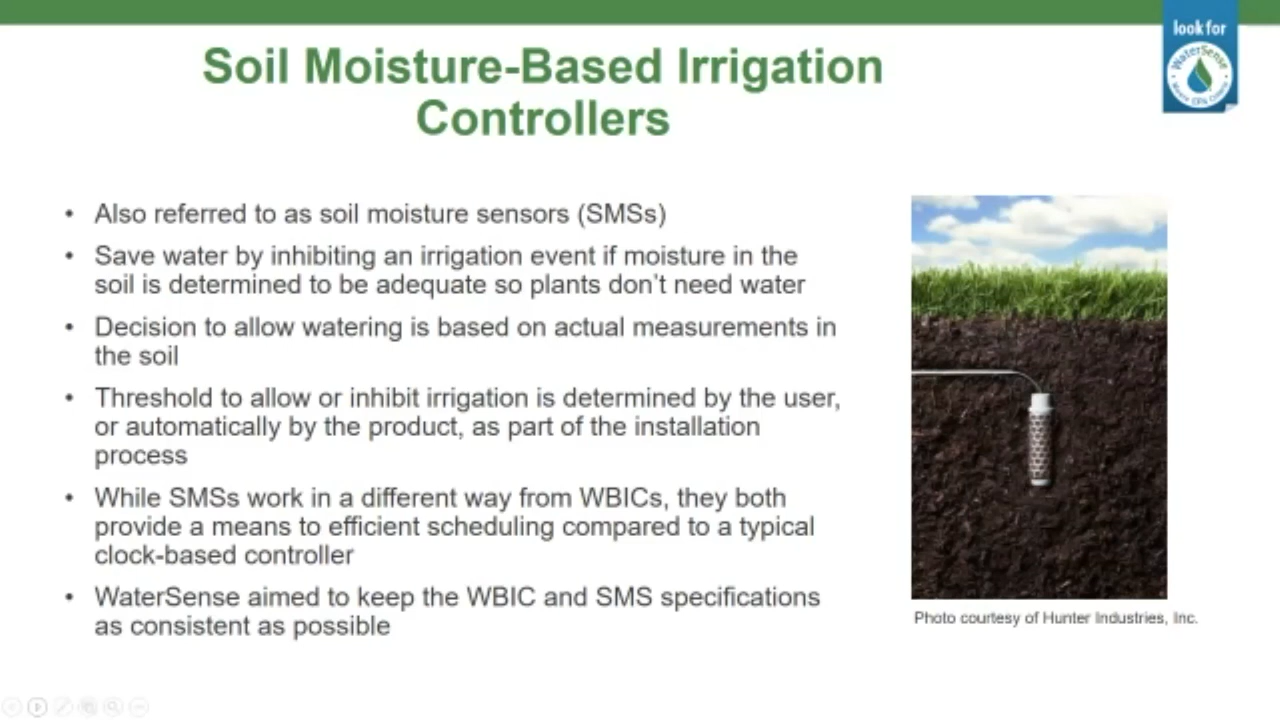 look for
WaterSense
Meets EPA Criteria
Soil Moisture-Based Irrigation
Controllers
• Also referred to as soil moisture sensors (SMSs)
• Save water by inhibiting an irrigation event if moisture in the
soil is determined to be adequate so plants don’t need water
• Decision to allow watering is based on actual measurements in
the soil
• Threshold to allow or inhibit irrigation is determined by the user,
or automatically by the product, as part of the installation
process
• While SMSs work in a different way from WBICs, they both
provide a means to efficient scheduling compared to a typical
clock-based controller
• WaterSense aimed to keep the WBIC and SMS specifications
as consistent as possible
Photo courtesy of Hunter Industries, Inc.